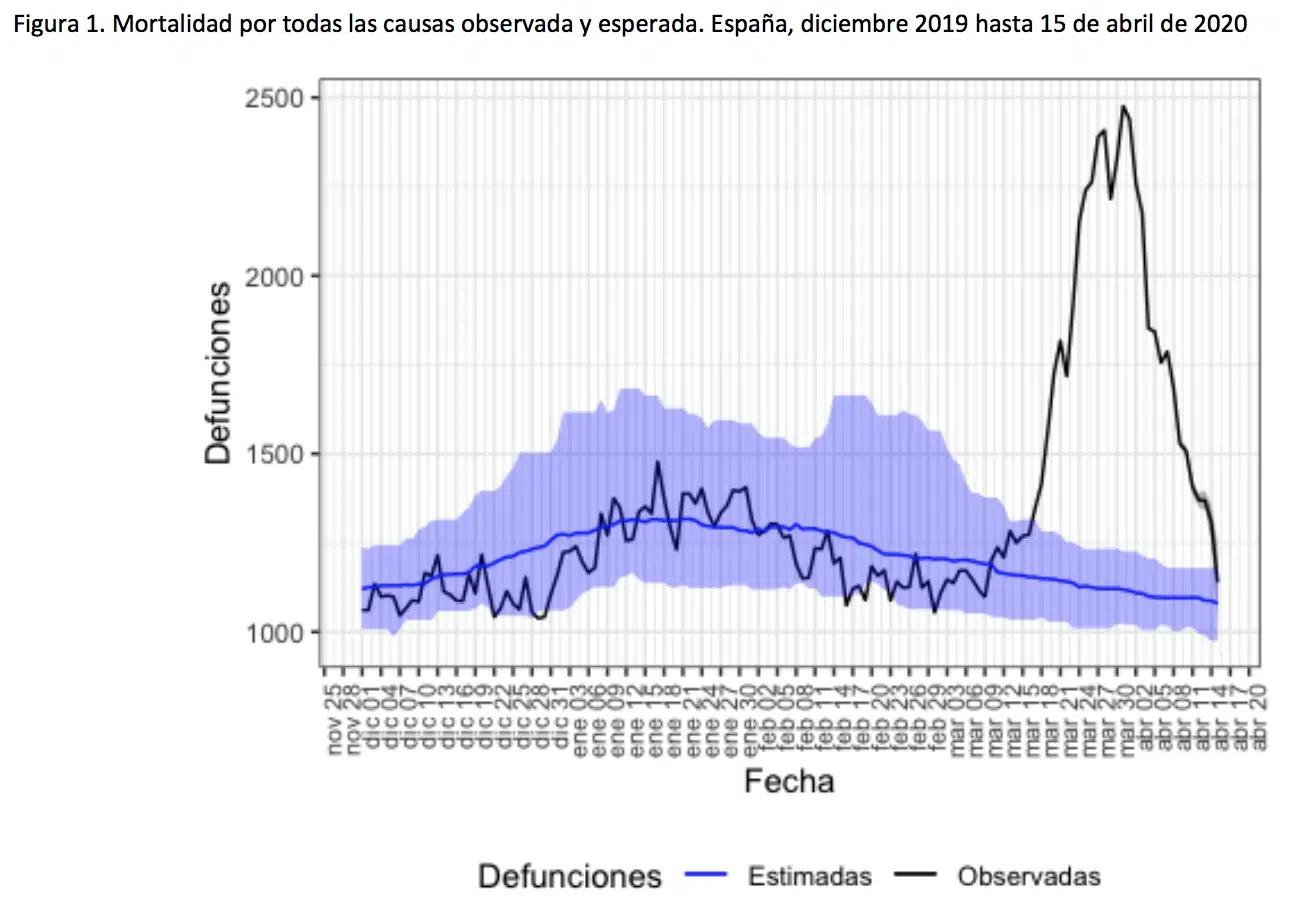 Figura 1. Mortalidad por todas las causas observada y esperada. España, diciembre 2019 hasta 15 de abril de 2020
2500
2000
1500
1000
Defunciones
nov 25
nov 28
dic 01
dic 04
dic 07
dic 10
dic 13
dic 16
dic 19
dic 22
dic 25
dic 28
dic 31
ene 03
ene 06
ene 09
ene 12
ene 15
ene 18
ene 21
ene 24
ene 27
ene 30
feb 02
feb 05
feb 08
feb 11
feb 14
feb 17
feb 20
feb 23
feb 26
feb 29
mar 03
mar 06
mar 09
mar 12
mar 15
mar 18
mar 21
mar 24
mar 27
mar 30
abr 02
abr 05
abr 08
abr 11
abr 14
abr 17
abr 20
Fecha
Defunciones Estimadas Observadas